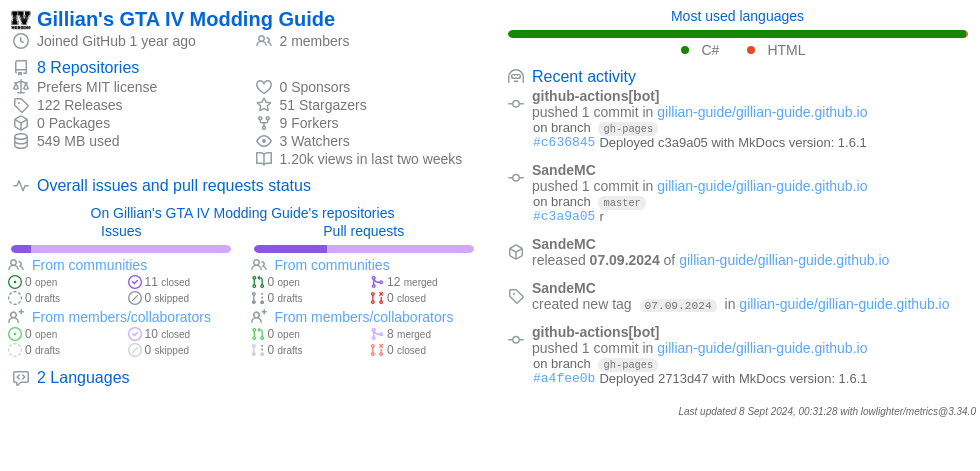 Gillian's GTA IV Modding Guide
Joined GitHub 1 year ago
2 members
8 Repositories
Prefers MIT license
122 Releases
0 Packages
549 MB used
0 Sponsors
51 Stargazers
9 Forkers
3 Watchers
1.20k views in last two weeks
Overall issues and pull requests status
On Gillian's GTA IV Modding Guide's repositories
Issues
From communities
0 open
11 closed
0 drafts
0 skipped
From members/collaborators
0 open
10 closed
0 drafts
0 skipped
Pull requests
From communities
0 open
12 merged
0 drafts
0 closed
From members/collaborators
0 open
8 merged
0 drafts
0 closed
2 Languages
Most used languages
C# HTML
Recent activity
github-actions[bot]
pushed 1 commit in gillian-guide/gillian-guide.github.io
on branch gh-pages
#c636845 Deployed c3a9a05 with MkDocs version: 1.6.1
SandeMC
pushed 1 commit in gillian-guide/gillian-guide.github.io
on branch master
#c3a9a05 r
SandeMC
released 07.09.2024 of gillian-guide/gillian-guide.github.io
SandeMC
created new tag 07.09.2024 in gillian-guide/gillian-guide.github.io
github-actions[bot]
pushed 1 commit in gillian-guide/gillian-guide.github.io
on branch gh-pages
#a4fee0b Deployed 2713d47 with MkDocs version: 1.6.1
Last updated 8 Sept 2024, 00:31:28 with lowlighter/metrics@3.34.0